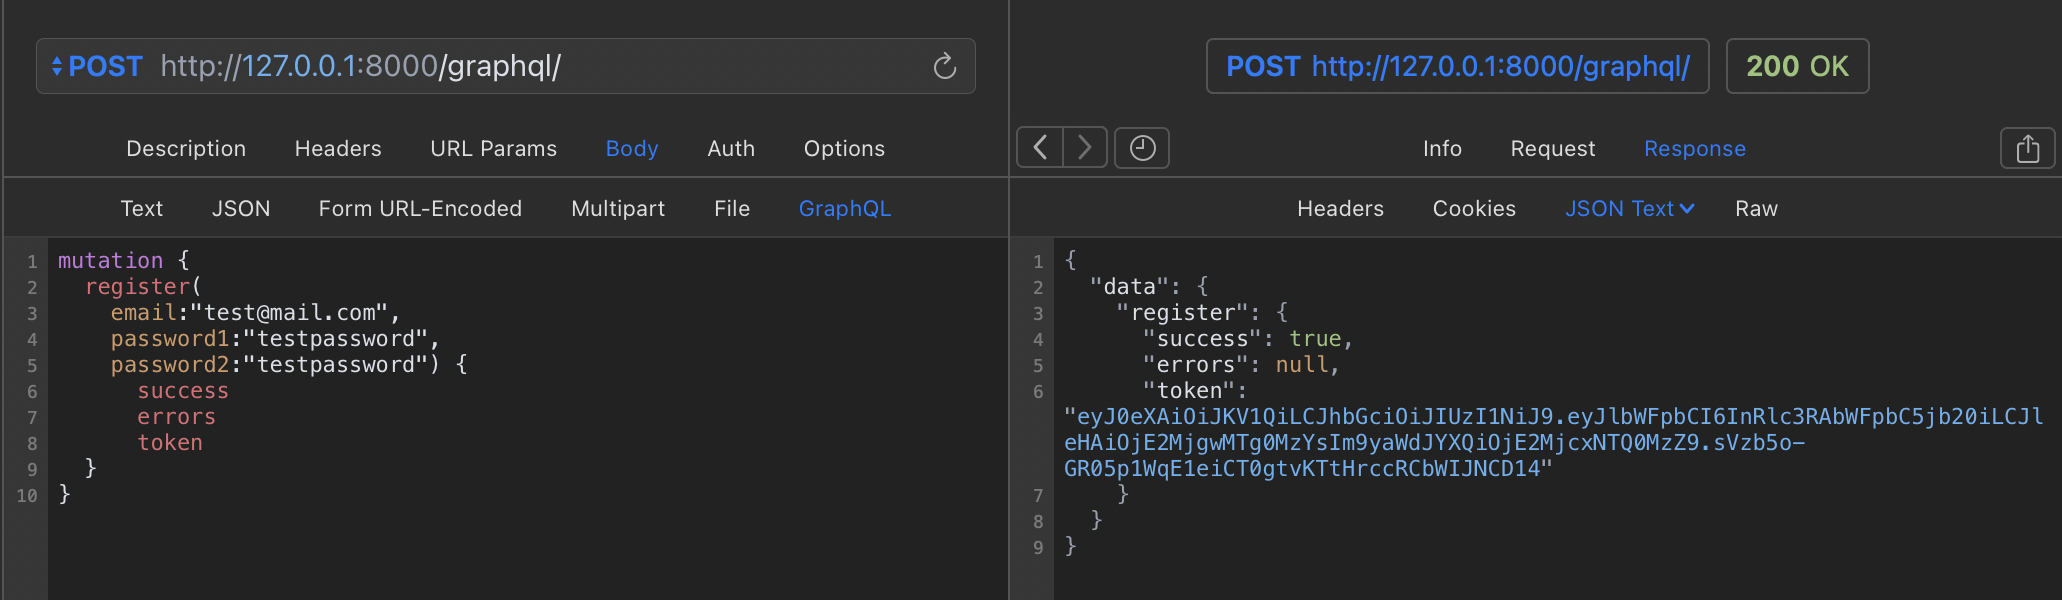 POST http://127.0.0.1:8000/graphql/
Description Headers URL Params Body Auth Options
Text JSON Form URL-Encoded Multipart File GraphQL
1 mutation {
2 register(
3 email:"test@mail.com",
4 password1:"testpassword",
5 password2:"testpassword") {
6 success
7 errors
8 token
9 }
10 }
POST http://127.0.0.1:8000/graphql/ 200 OK
Info Request Response
Headers Cookies JSON Text Raw
1 {
2 "data": {
3 "register": {
4 "success": true,
5 "errors": null,
6 "token":
"eyJ0eXAiOiJKV1QiLCJhbGciOiJIUzI1NiJ9.eyJlbWFpbCI6InRlc3RAbWFpbC5jb20iLCJl
eHAiOjE2MjgwMTg0MzYsIm9yaWdJYXQiOjE2MjcxNTQ0MzZ9.sVzb5o-
GR05p1WqE1eiCT0gtvKTtHrccRCbWIJNCD14"
7 }
8 }
9 }